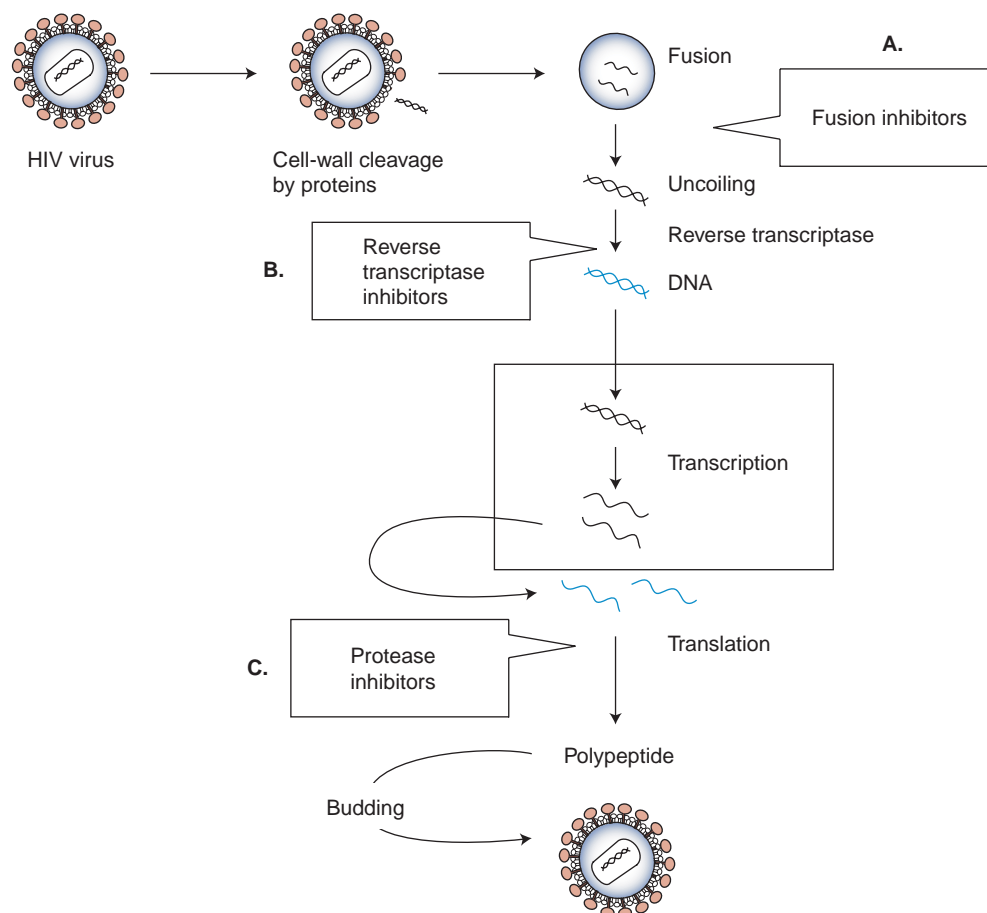 A.
Fusion
Fusion inhibitors
HIV virus
Cell-wall cleavage
by proteins
Uncoiling
Reverse transcriptase
B.
Reverse
transcriptase
inhibitors
DNA
Transcription
Translation
C.
Protease
inhibitors
Polypeptide
Budding